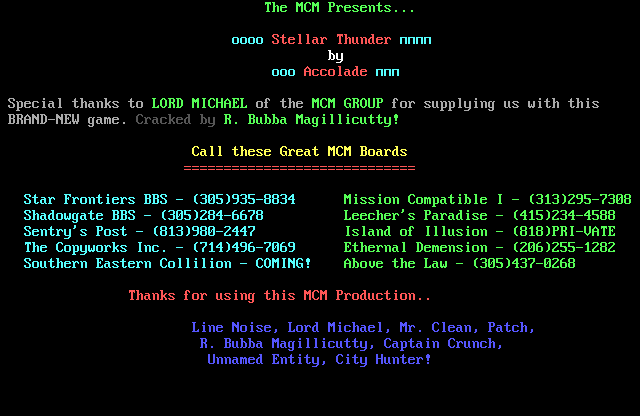 The MCM Presents...
oooo Stellar Thunder nnnn
by
ooo Accolade nnn
Special thanks to LORD MICHAEL of the MCM GROUP for supplying us with this
BRAND-NEW game. Cracked by R. Bubba Magillicutty!
Call these Great MCM Boards
==============================
Star Frontiers BBS - (305)935-8834 Mission Compatible I - (313)295-7308
Shadowgate BBS - (305)284-6678 Leecher's Paradise - (415)234-4588
Sentry's Post - (813)980-2447 Island of Illusion - (818)PRI-VATE
The Copyworks Inc. - (714)496-7069 Ethernal Demension - (206)255-1282
Southern Eastern Collilion - COMING! Above the Law - (305)437-0268
Thanks for using this MCM Production..
Line Noise, Lord Michael, Mr. Clean, Patch,
R. Bubba Magillicutty, Captain Crunch,
Unnamed Entity, City Hunter!